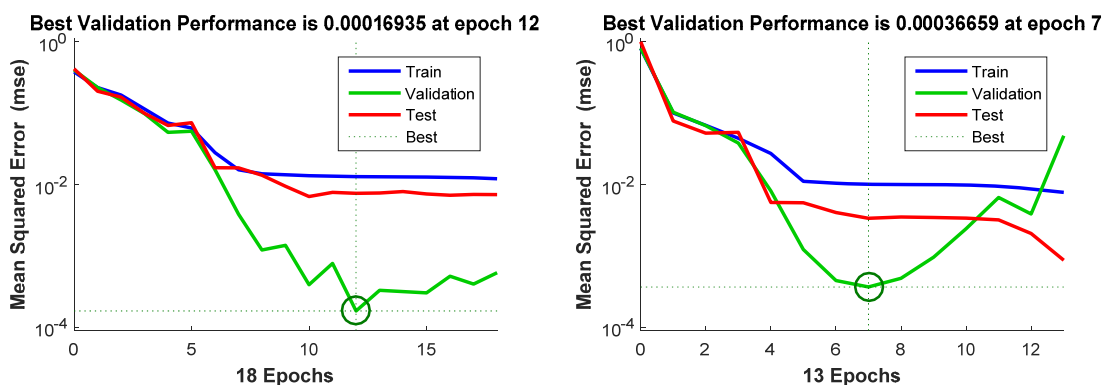 Best Validation Performance is 0.00016935 at epoch 12
10^0
10^-2
10^-4
Mean Squared Error (mse)
Train
Validation
Test
Best
0 5 10 15
18 Epochs
Best Validation Performance is 0.00036659 at epoch 7
10^0
10^-2
10^-4
Mean Squared Error (mse)
Train
Validation
Test
Best
0 2 4 6 8 10 12
13 Epochs